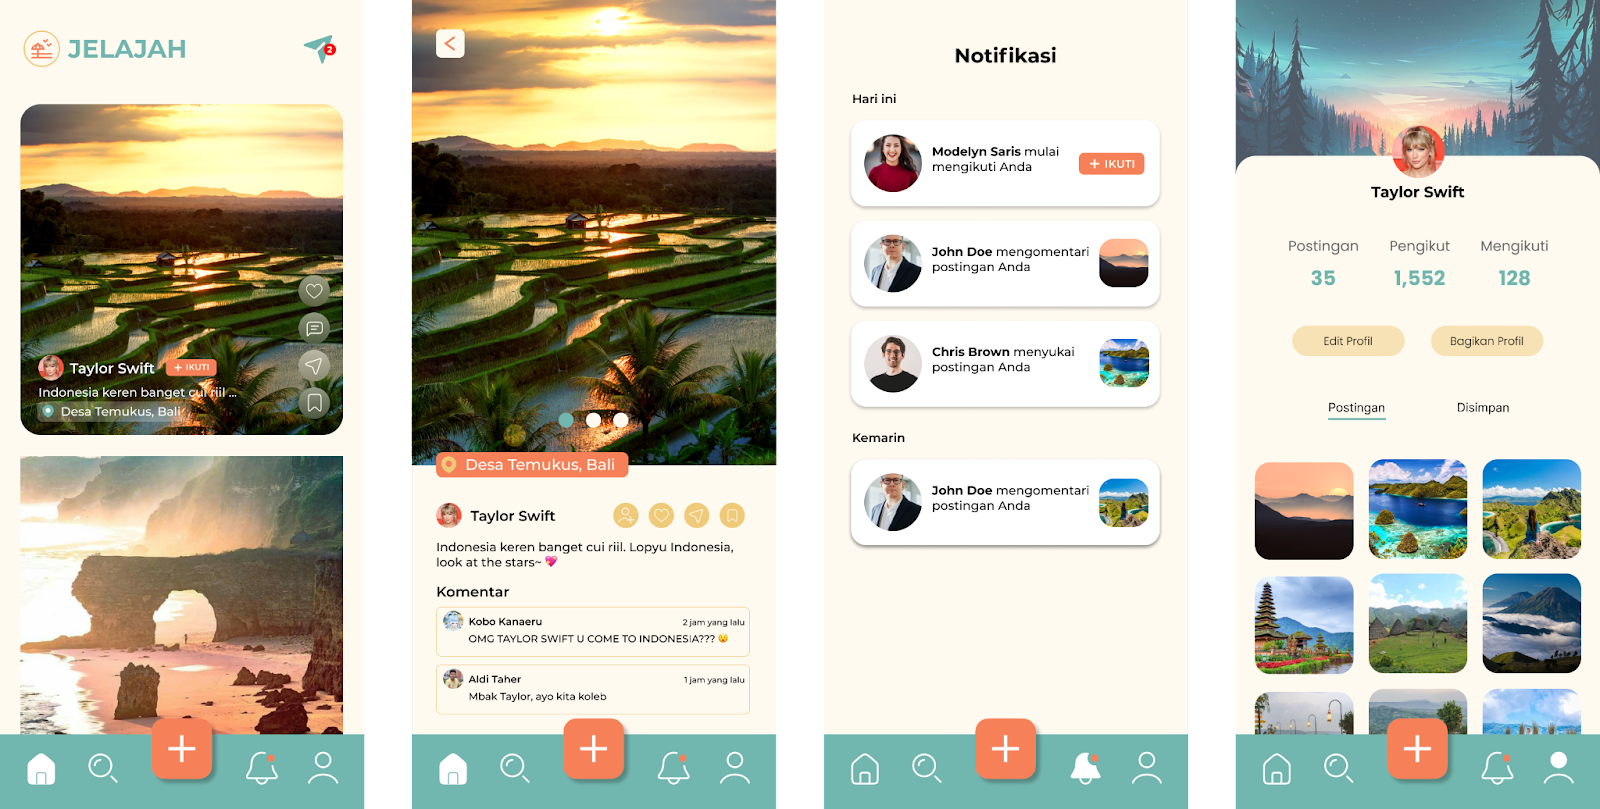 JELAJAH
2
Taylor Swift
+ IKUTI
Indonesia keren banget cui riil ...
Desa Temukus, Bali
Desa Temukus, Bali
Taylor Swift
Indonesia keren banget cui riil. Lopyu Indonesia,
look at the stars~ 💖
Komentar
Kobo Kanaeru
2 jam yang lalu
OMG TAYLOR SWIFT U COME TO INDONESIA???
Aldi Taher
1 jam yang lalu
Mbak Taylor, ayo kita koleb
Notifikasi
Hari ini
Modelyn Saris mulai
mengikuti Anda
+ IKUTI
John Doe mengomentari
postingan Anda
Chris Brown menyukai
postingan Anda
Kemarin
John Doe mengomentari
postingan Anda
Taylor Swift
Postingan Pengikut Mengikuti
35 1,552 128
Edit Profil Bagikan Profil
Postingan Disimpan